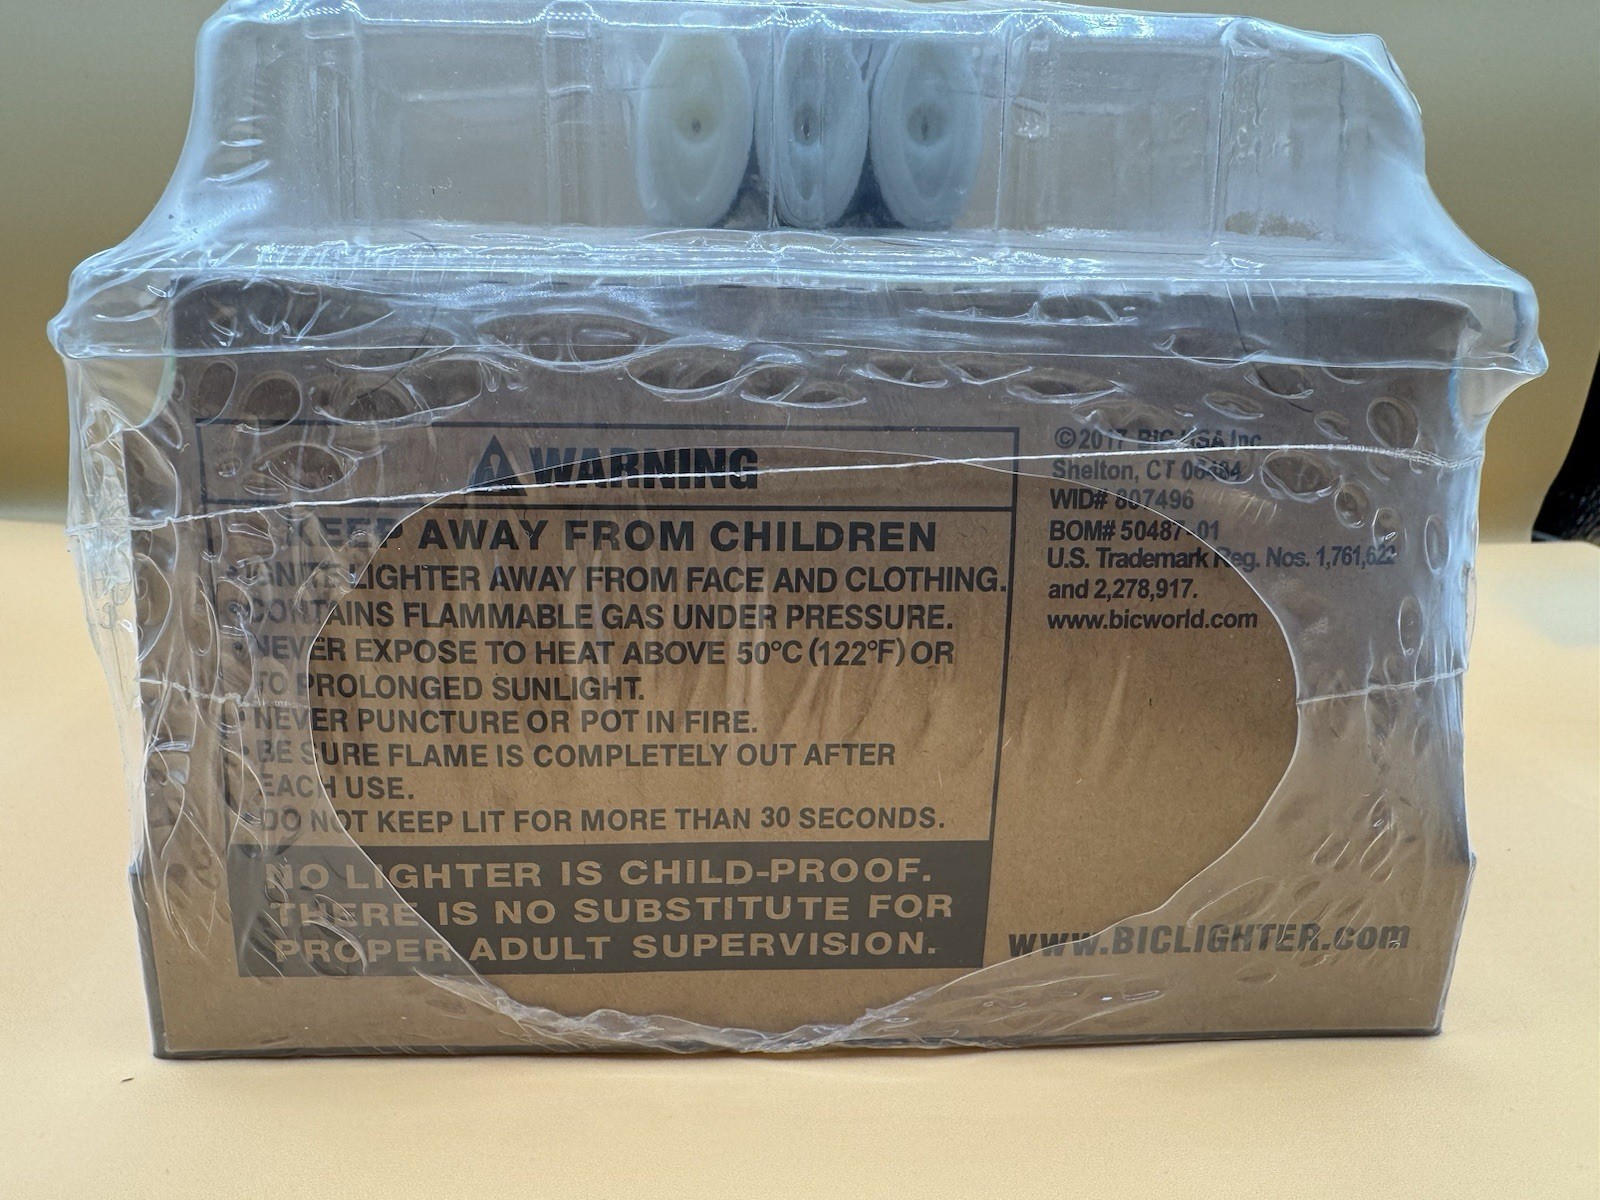 WARNING
KEEP AWAY FROM CHILDREN
•IGNITE LIGHTER AWAY FROM FACE AND CLOTHING.
•CONTAINS FLAMMABLE GAS UNDER PRESSURE.
•NEVER EXPOSE TO HEAT ABOVE 50°C (122°F) OR
TO PROLONGED SUNLIGHT.
•NEVER PUNCTURE OR POT IN FIRE.
•BE SURE FLAME IS COMPLETELY OUT AFTER
EACH USE.
•DO NOT KEEP LIT FOR MORE THAN 30 SECONDS.
NO LIGHTER IS CHILD-PROOF.
THERE IS NO SUBSTITUTE FOR
PROPER ADULT SUPERVISION.
©2017 BIC USA Inc.
Shelton, CT 06484
WID# 807496
BOM# 50487-01
U.S. Trademark Reg. Nos. 1,761,622
and 2,278,917.
www.bicworld.com
www.BICLIGHTER.com